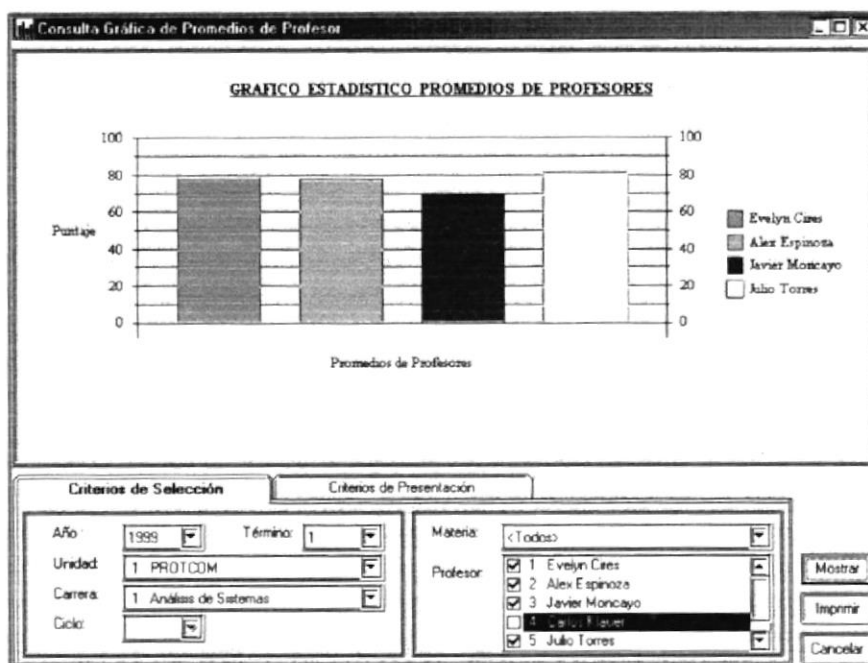 Consulta Gráfica de Promedios de Profesor
GRAFICO ESTADISTICO PROMEDIOS DE PROFESORES
100
80
60
40
20
0
Puntaje
100
80
60
40
20
0
Evelyn Cires
Alex Espinoza
Javier Moncayo
Julio Torres
Promedios de Profesores
Criterios de Selección
Criterios de Presentación
Año:
1999
Término:
1
Unidad:
1 PROTCOM
Carrera:
1 Análisis de Sistemas
Ciclo:
Materia:
<Todos>
Profesor
1 Evelyn Cires
2 Alex Espinoza
3 Javier Moncayo
4 Carlos
5 Julio Torres
Mostrar
Imprimir
Cancelar